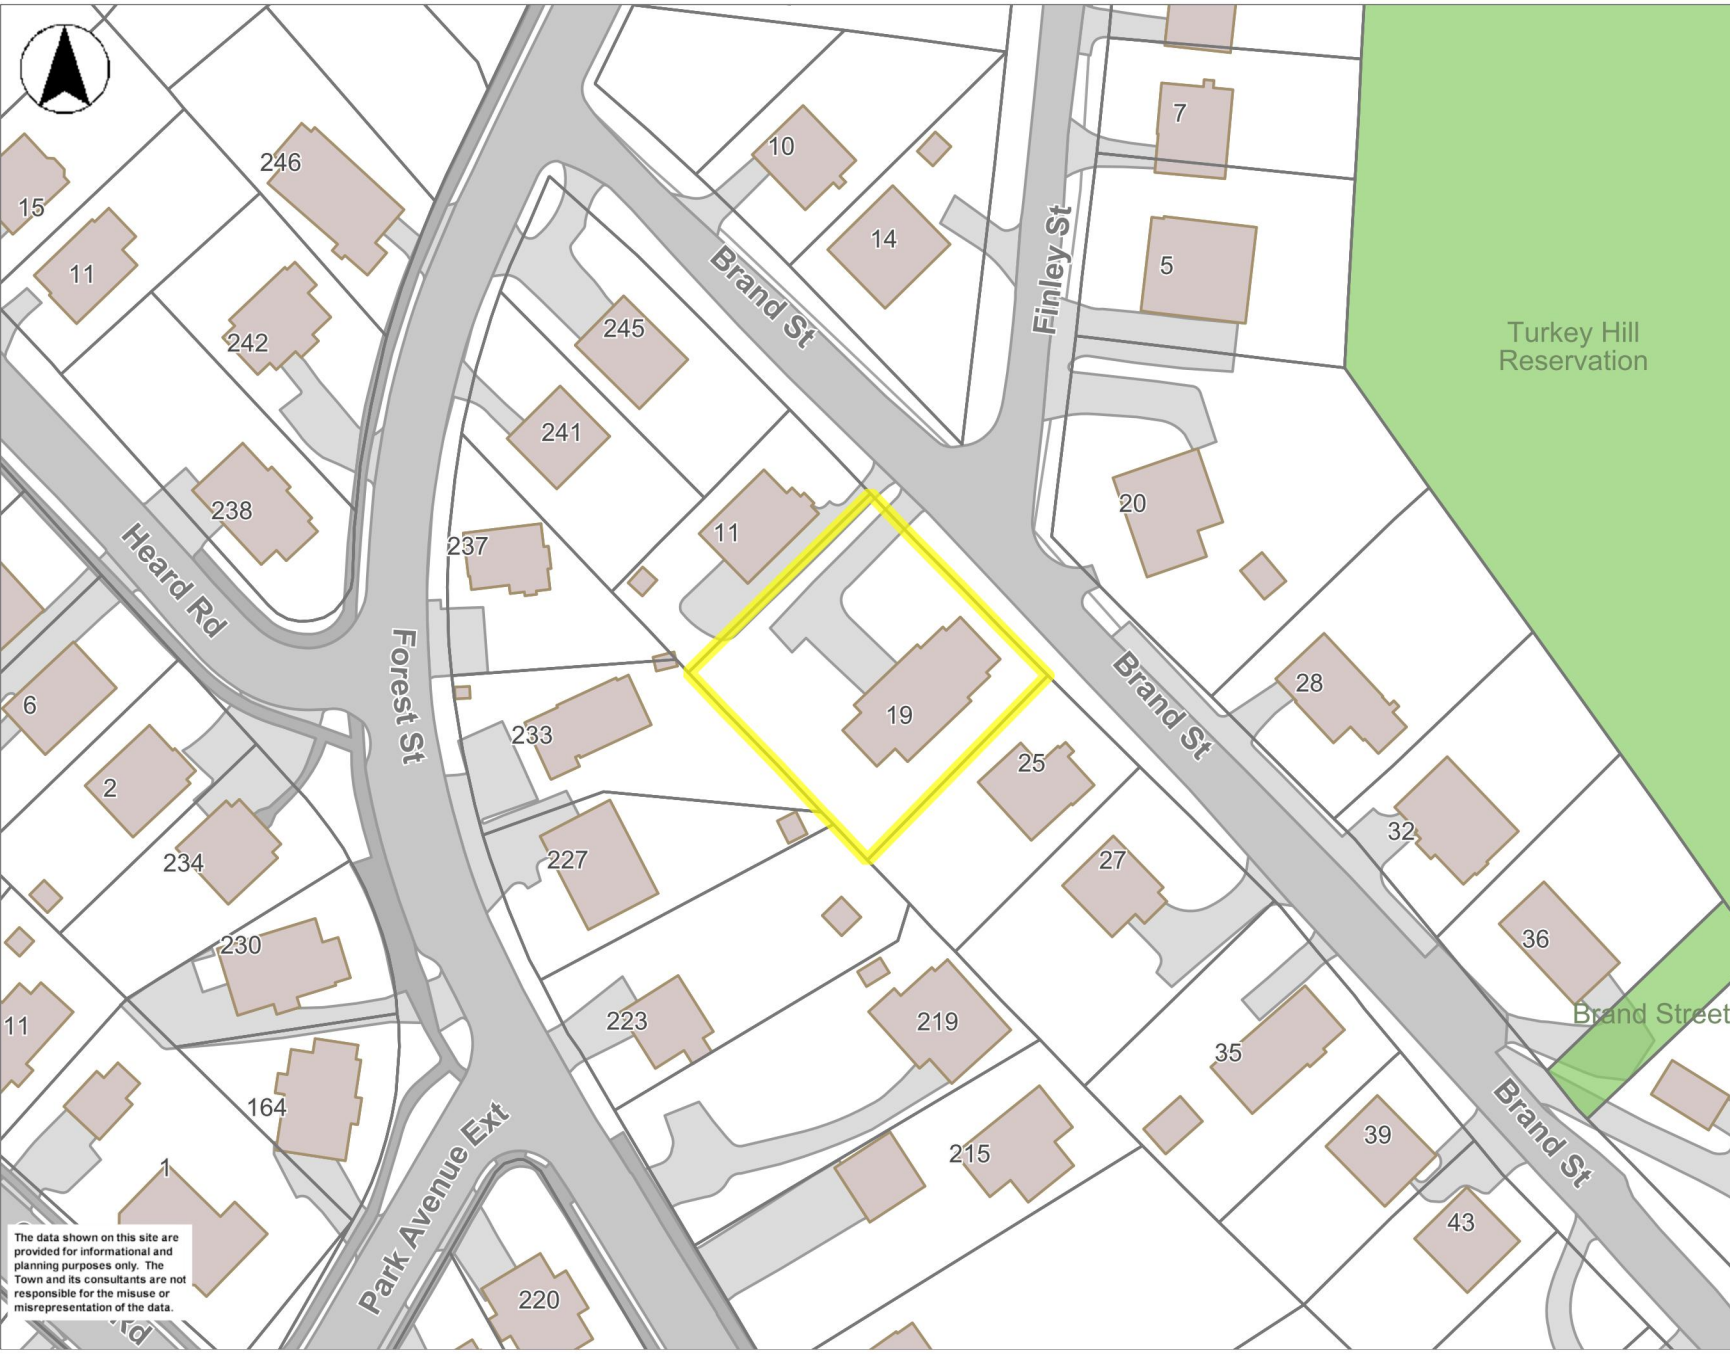 7
10
246
15
14
Finley St
5
11
Brand St
245
242
Turkey Hill
Reservation
241
20
238
11
237
Heard Rd
Forest St
Brand St
28
6
19
233
25
2
32
234
227
27
230
36
11
223
219
Brand Street
35
164
Park Avenue Ext
215
39
Brand St
1
43
220
The data shown on this site are
provided for informational and
planning purposes only. The
Town and its consultants are not
responsible for the misuse or
misrepresentation of the data.
Rd